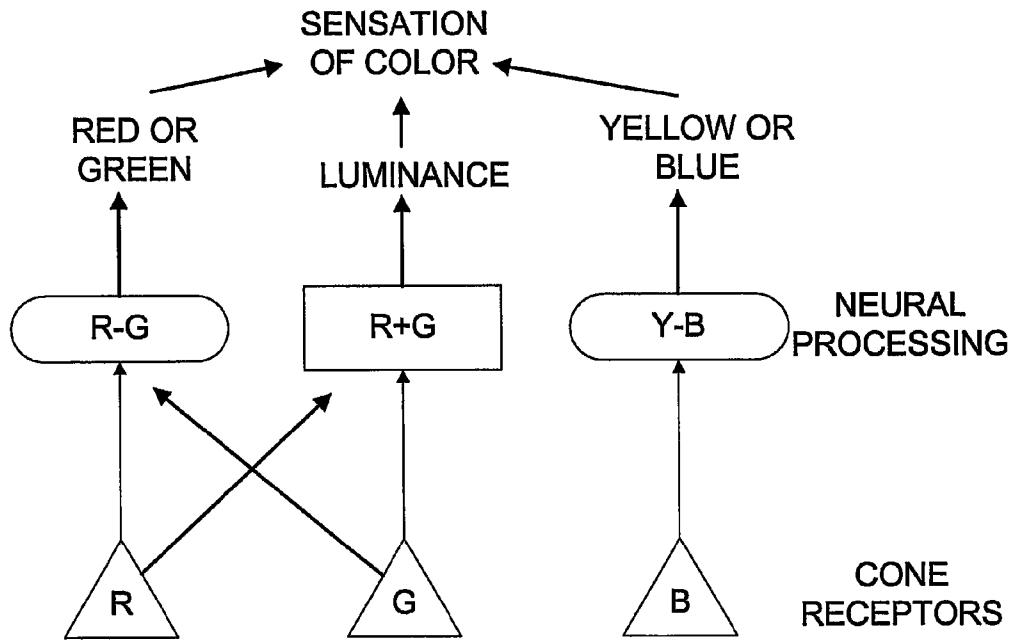 SENSATION
OF COLOR
RED OR
GREEN
LUMINANCE
YELLOW OR
BLUE
R-G
R+G
Y-B
NEURAL
PROCESSING
R
G
B
CONE
RECEPTORS